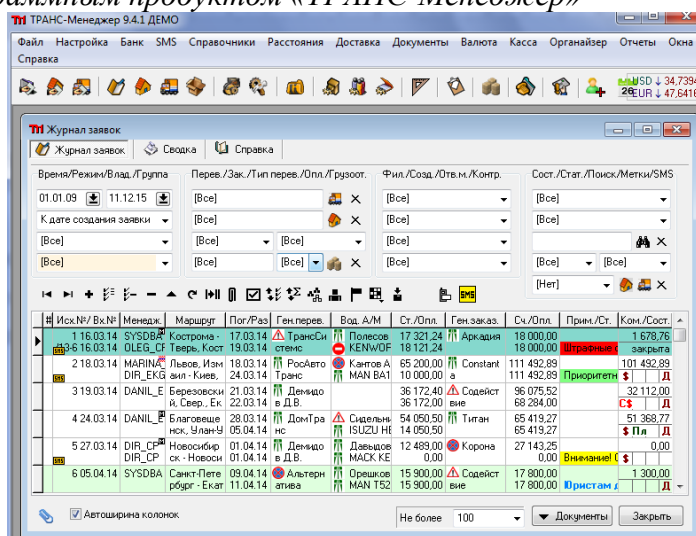 раммным продуктом «ТРАНС-Менеджер»
ТРАНС-Менеджер 9.4.1 ДЕМО
Файл Настройка Банк SMS Справочники Расстояния Доставка Документы Валюта Касса Органайзер Отчеты Окна
Справка
USD ↓ 34,7394
26 EUR ↓ 47,6416
Журнал заявок
Журнал заявок Сводка Справка
Время/Режим/Влад./Группа Перев./Зак./Тип перев./Опл./Грузоот. Фил./Созд./Отв.м./Контр. Сост./Стат./Поиск/Метки/SMS
01.01.09 11.12.15 [Все] [Все] [Все]
К дате создания заявки [Все] [Все] [Все]
[Все] [Все] [Все] [Все]
[Все] [Все] [Все] [Все] [Все] [Все]
[Нет]
SMS
# Исх.№/ Вх.№ Менедж. Маршрут Пог/Раз Ген.перев. Вод. А/М Ст./Опл. Ген.заказ. Сч./Опл. Прим./Ст. Ком./Сост.
1 16.03.14 SYSDBA Кострома - 17.03.14 ТрансСи Полесов 17 321,24 Аркадия 18 000,00 1 678,76
3-6 16.03.14 OLEG_CF Тверь, Кост 19.03.14 стемс KENWOF 18 121,24 18 000,00 Штрафные закрыта
2 18.03.14 MARINA Львов, Изм 18.03.14 РосАвто Кантов А 65 200,00 Constant 111 492,89 101 492,89
DIR_EKG аил - Киев, 24.03.14 Транс MAN BA1 10 000,00 а 111 492,89 Приоритетн $ Д
3 19.03.14 DANIL_E Березовски 21.03.14 Демидо 36 172,40 Содейст 96 075,52 32 112,00
й, Свер., Ек 22.03.14 в Д.В. 36 172,00 вие 68 284,00 С$ Д
4 24.03.14 DANIL_E Благовеще 28.03.14 ДомТра Сидельн 54 050,50 Титан 65 419,27 51 368,77
нск, Улан-У 05.04.14 нс ISUZU HE 14 050,50 65 419,27 $ Пл Д
5 27.03.14 DIR_CP Новосибир 01.04.14 Демидо Давыдов 12 489,00 Корона 27 143,25 0,00
DIR_CP ск - Новоси 01.04.14 в Д.В. MACK KE 0,00 0,00 Внимание! $ Д
6 05.04.14 SYSDBA Санкт-Пете 09.04.14 Альтерн Орешков 15 900,00 Содейст 17 800,00 1 300,00
рбург - Екат 11.04.14 атива MAN T52 15 900,00 вие 17 800,00 Юристам Д
Автоширина колонок Не более 100 Документы Закрыть